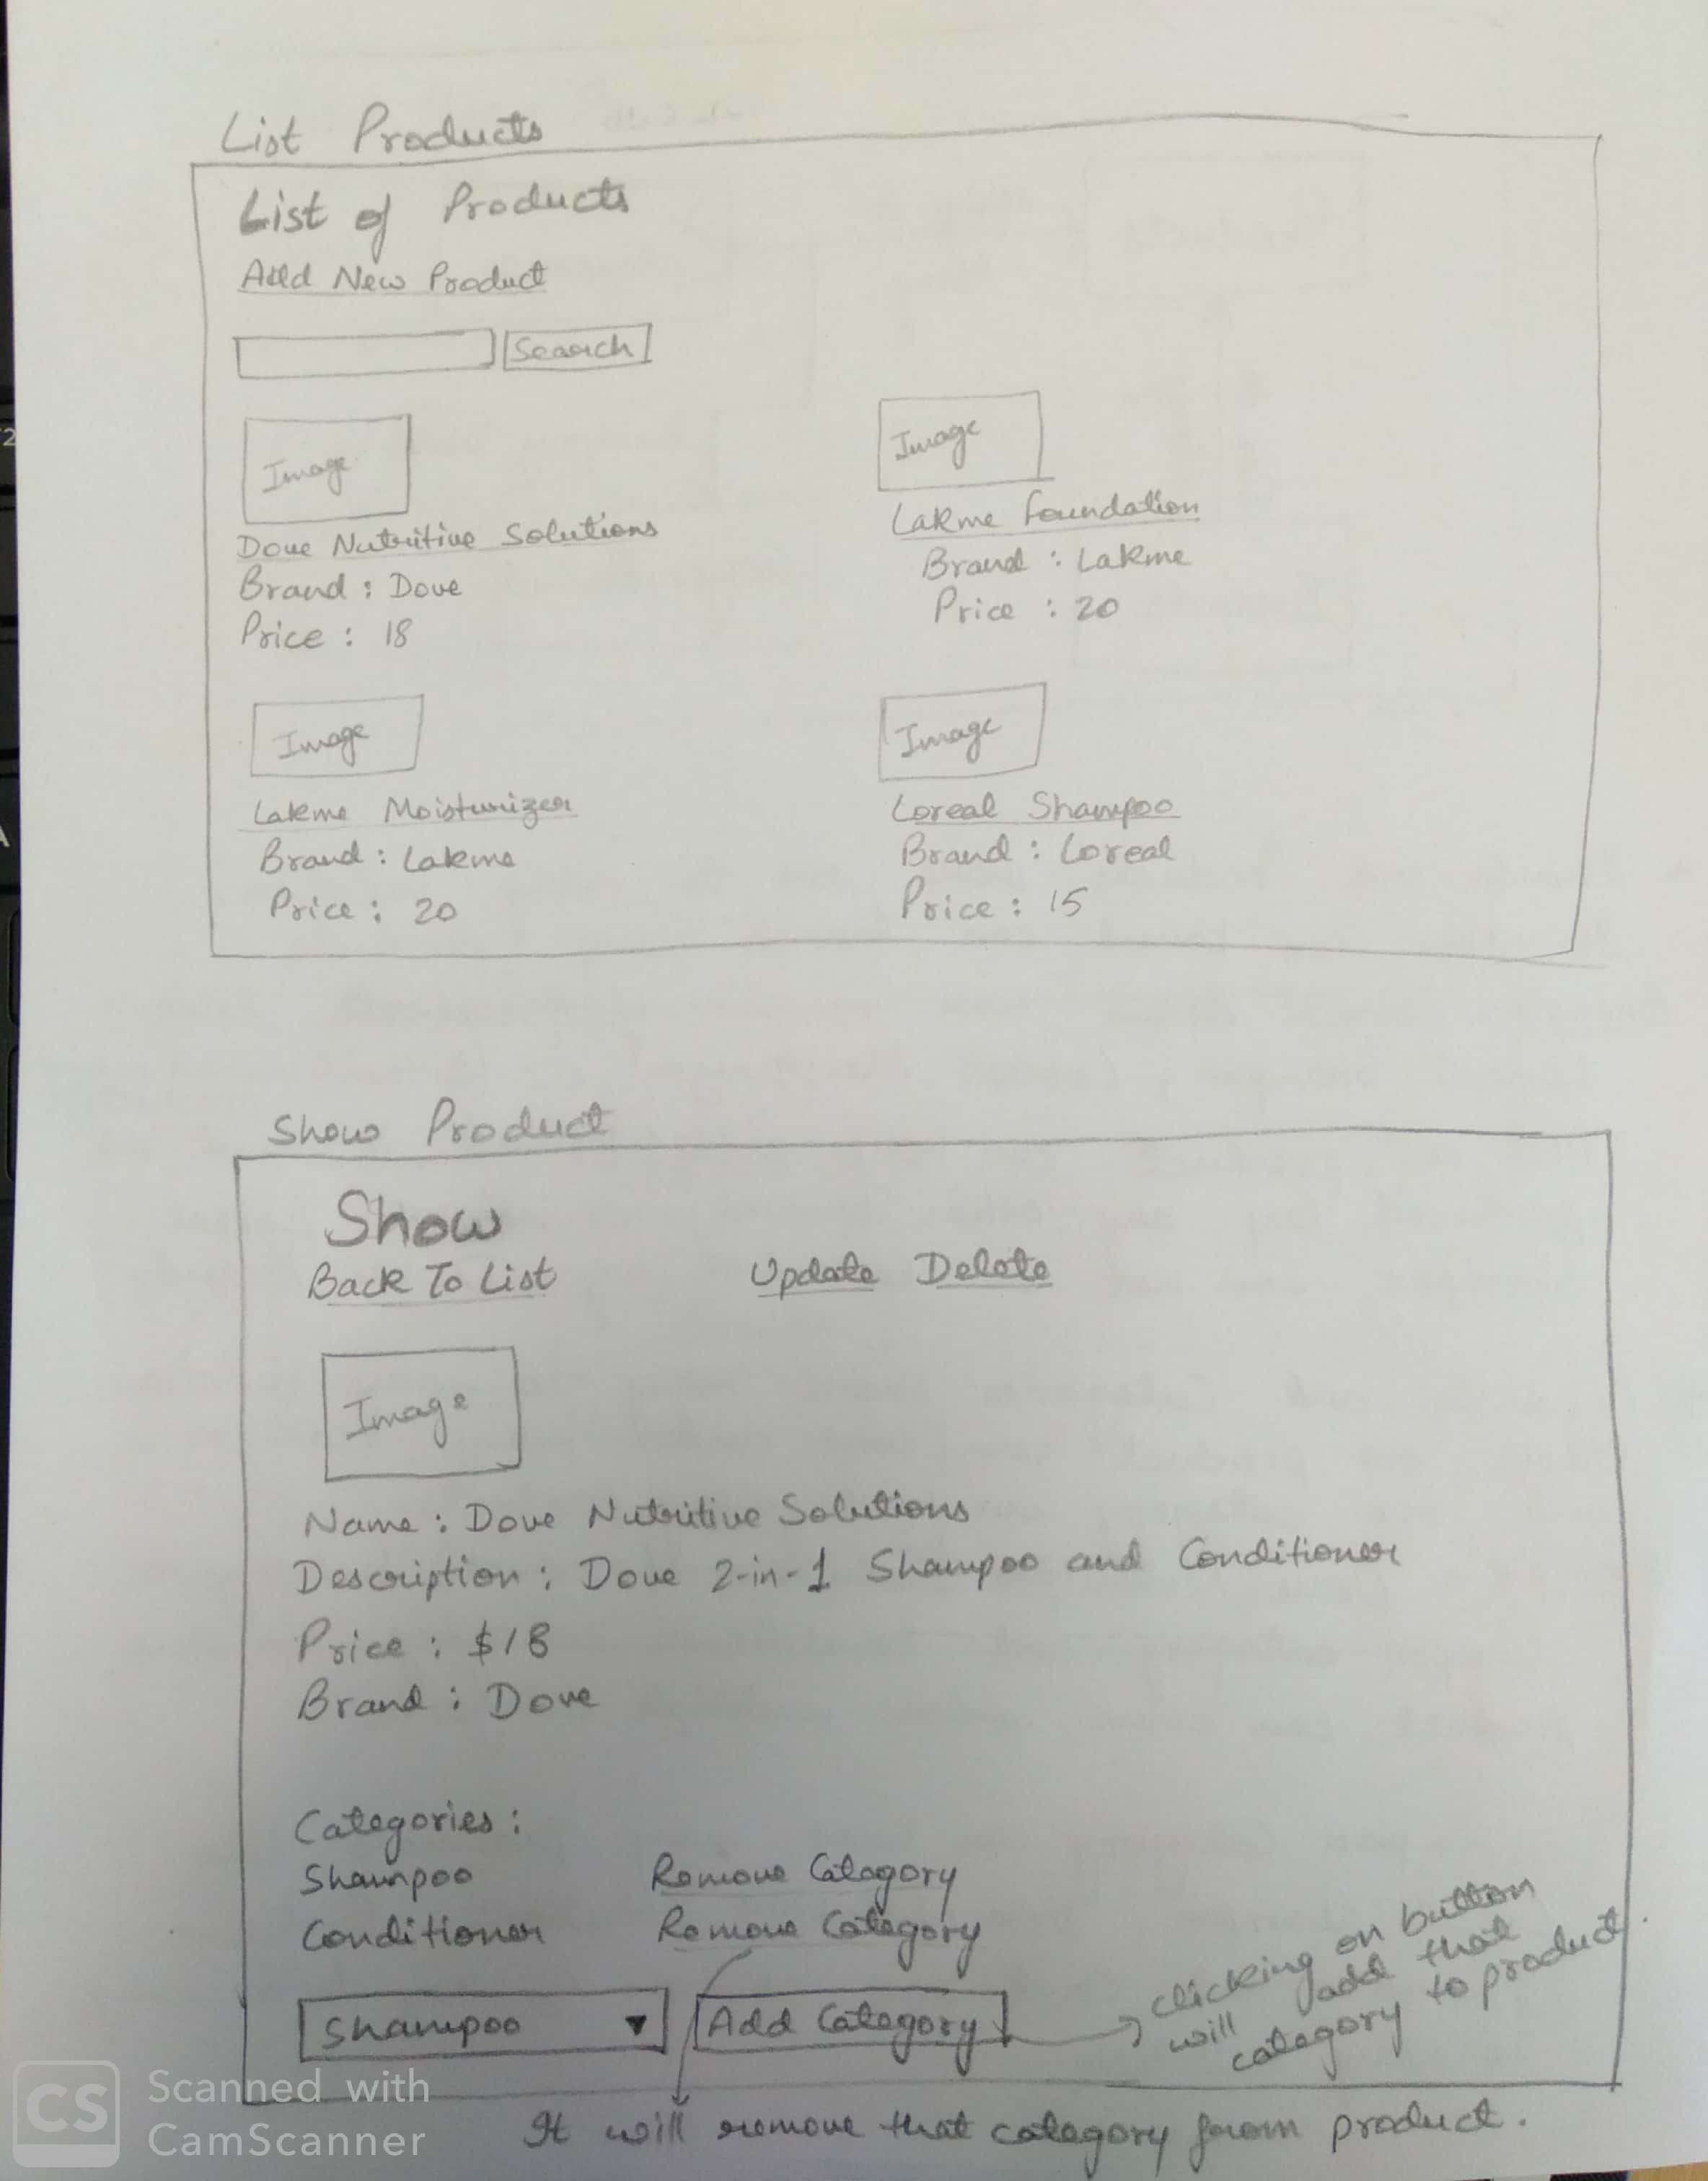 List Products
List of Products
Add New Product
Search
Image
Dove Nutritive Solutions
Brand : Dove
Price : 18
Image
Lakme Foundation
Brand : Lakme
Price : 20
Image
Lakme Moisturizer
Brand : Lakme
Price : 20
Image
Loreal Shampoo
Brand : Loreal
Price : 15
Show Product
Show
Back To List Update Delete
Image
Name : Dove Nutritive Solutions
Description : Dove 2-in-1 Shampoo and Conditioner
Price : $18
Brand : Dove
Categories :
Shampoo Remove Category
Conditioner Remove Category
Shampoo ▼ Add Category
clicking on button
will add that
category to product.
It will remove that category from product.
CS Scanned with
CamScanner